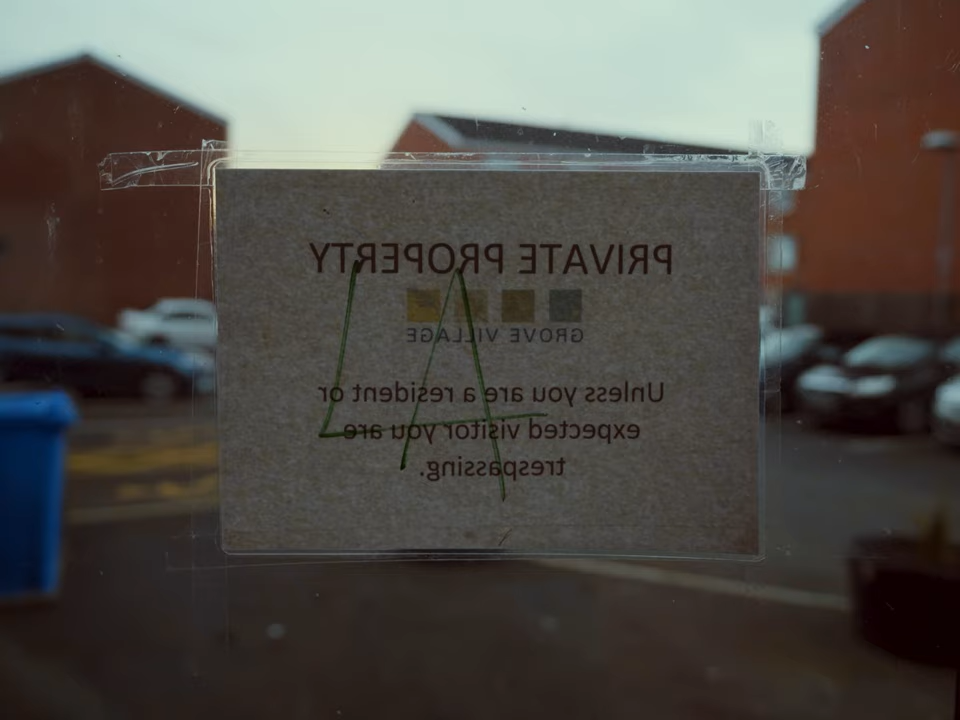 PRIVATE PROPERTY
GROVE VILLAGE
Unless you are a resident or
expected visitor you are
trespassing.
LA